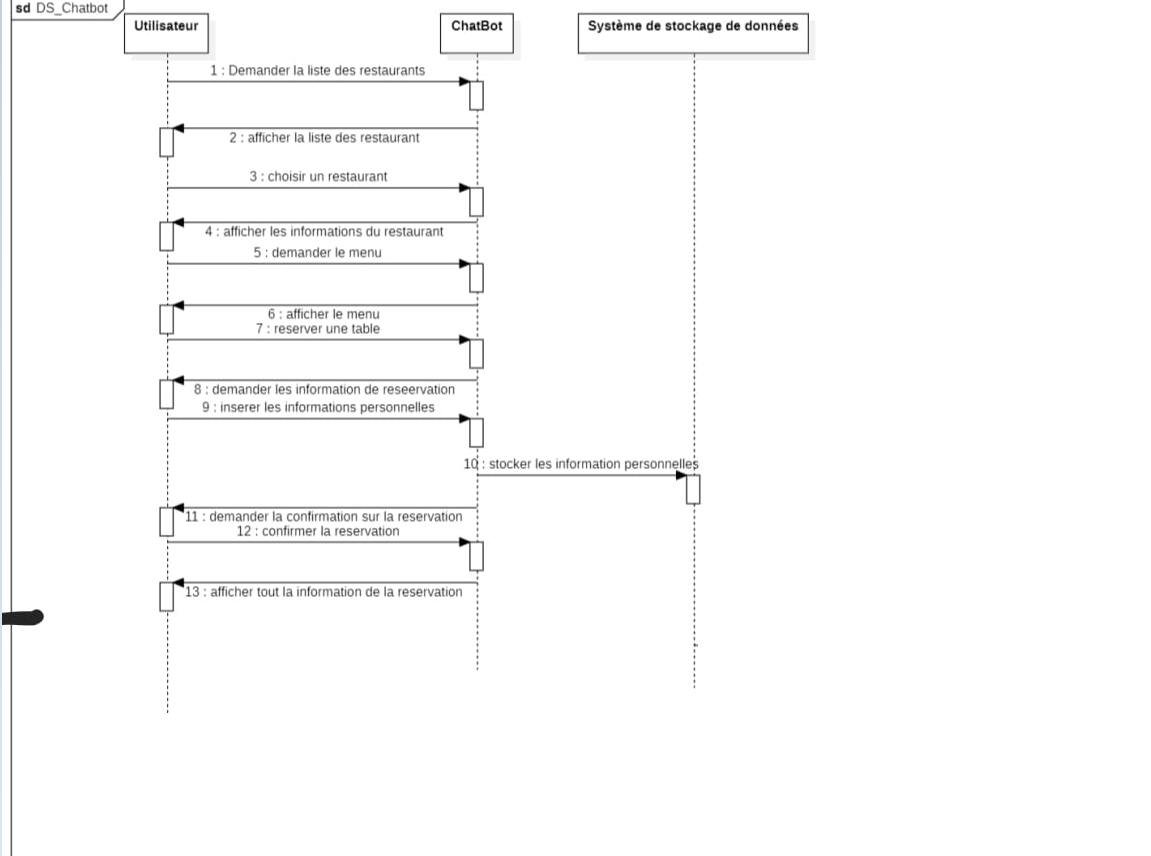 sd DS_Chatbot
Utilisateur
ChatBot
Système de stockage de données
1 : Demander la liste des restaurants
2 : afficher la liste des restaurant
3 : choisir un restaurant
4 : afficher les informations du restaurant
5 : demander le menu
6 : afficher le menu
7 : reserver une table
8 : demander les information de reseervation
9 : inserer les informations personnelles
10 : stocker les information personnelles
11 : demander la confirmation sur la reservation
12 : confirmer la reservation
13 : afficher tout la information de la reservation